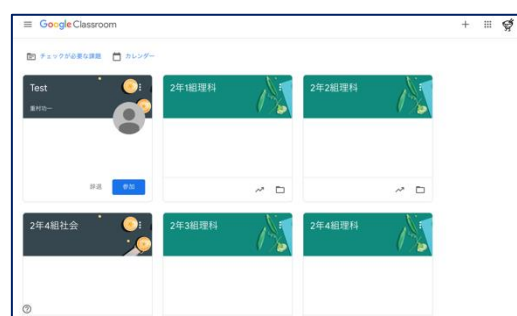 Google Classroom
チェックが必要な課題 カレンダー
Test
2年1組理科
2年2組理科
辞退 参加
2年4組社会
2年3組理科
2年4組理科